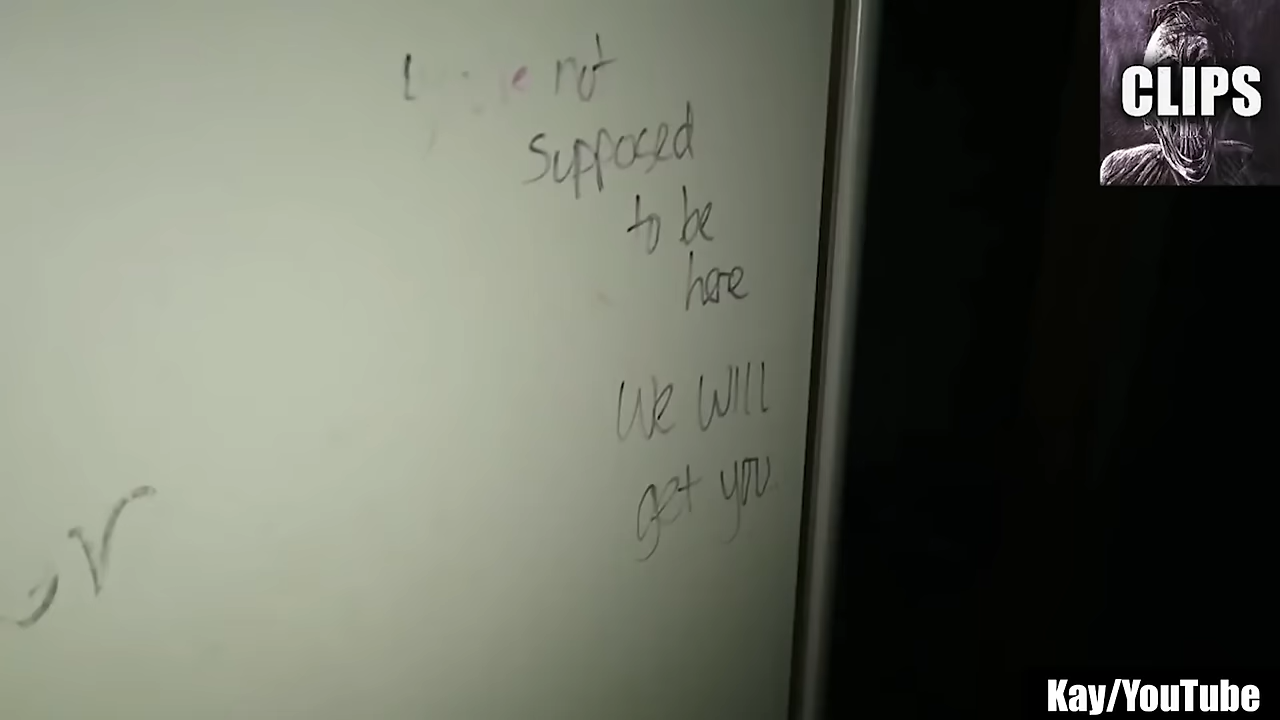 not
supposed
to be
here
we will
get you
CLIPS
Kay/YouTube